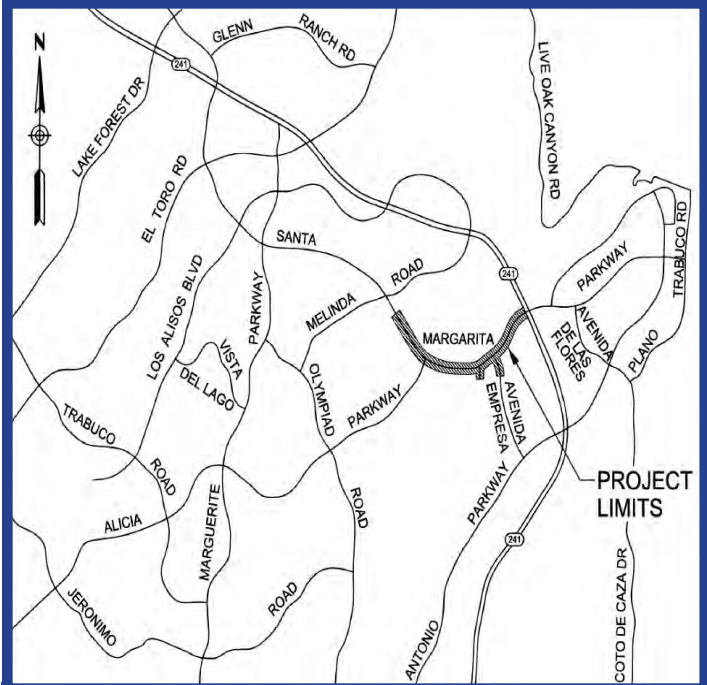 N
GLENN
RANCH RD
241
LAKE FOREST DR
LIVE OAK CANYON RD
EL TORO RD
SANTA
TRABUCO RD
241
PARKWAY
ROAD
MELINDA
MARGARITA
LOS ALISOS BLVD
PARKWAY
VISTA
DEL LAGO
AVENIDA
DE LAS
FLORES
PLANO
OLYMPIAD
PARKWAY
AVENIDA
EMPRESA
TRABUCO
ROAD
PARKWAY
PROJECT
LIMITS
ROAD
ALICIA
MARGUERITE
241
JERONIMO
ROAD
ANTONIO
COTO DE CAZA DR